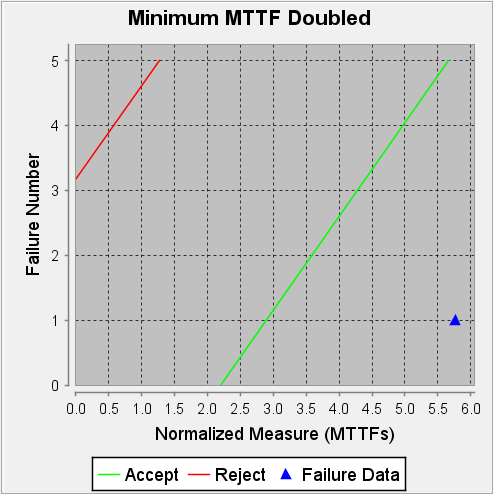 Minimum MTTF Doubled
5
4
3
2
1
0
Failure Number
0.0 0.5 1.0 1.5 2.0 2.5 3.0 3.5 4.0 4.5 5.0 5.5 6.0
Normalized Measure (MTTFs)
Accept Reject Failure Data